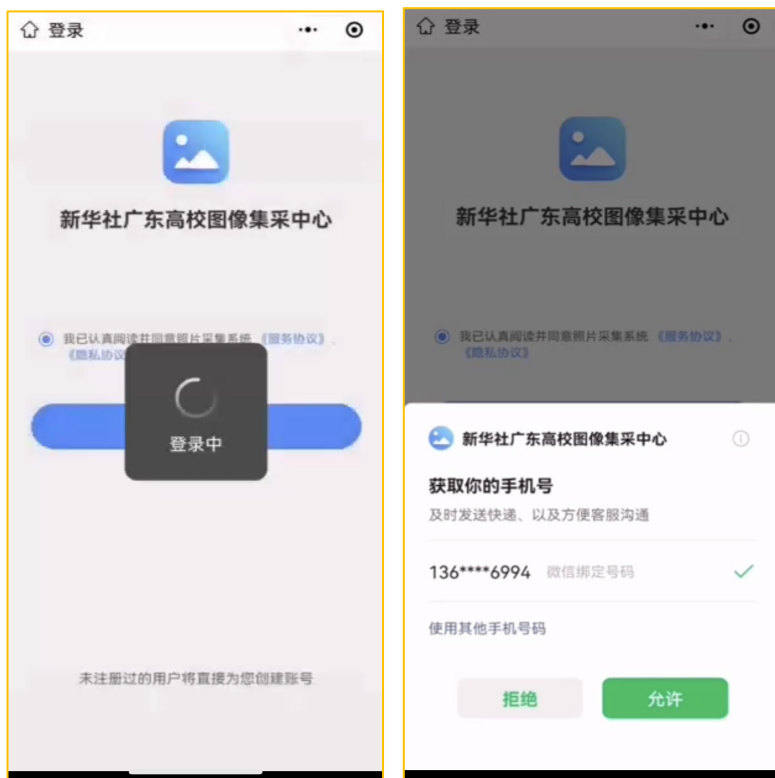 登录
新华社广东高校图像集采中心
我已认真阅读并同意照片采集系统《服务协议》、
《隐私协议
登录中
未注册过的用户将直接为您创建账号
登录
新华社广东高校图像集采中心
我已认真阅读并同意照片采集系统《服务协议》、
《隐私协议》
新华社广东高校图像集采中心
获取你的手机号
及时发送快递、以及方便客服沟通
136****6994 微信绑定号码
使用其他手机号码
拒绝 允许